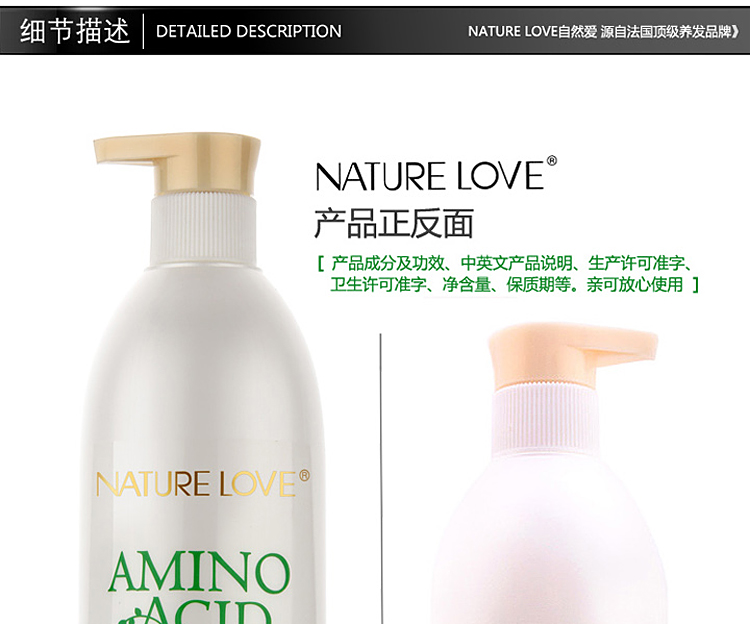 细节描述
DETAILED DESCRIPTION
NATURE LOVE自然爱 源自法国顶级养发品牌》
NATURE LOVE®
产品正反面
[ 产品成分及功效、中英文产品说明、生产许可准字、
卫生许可准字、净含量、保质期等。亲可放心使用 ]
NATURE LOVE®
AMINO
ACID